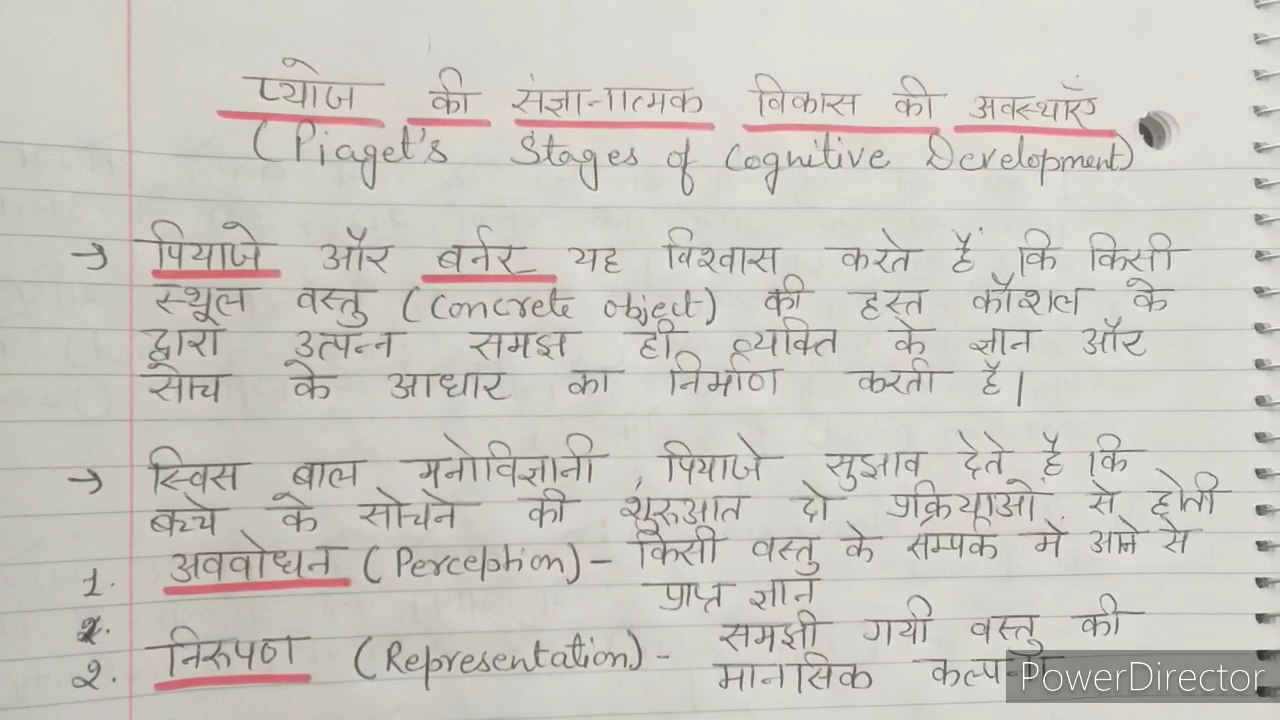 प्योज की संज्ञानात्मक विकास की अवस्थाएँ
(Piaget's Stages of Cognitive Development)
→ पियाजे और बर्नर यह विश्वास करते हैं कि किसी
स्थूल वस्तु (Concrete object) की हस्त कौशल के
द्वारा उत्पन्न समझ ही व्यक्ति के ज्ञान और
सोच के आधार का निर्माण करती है।
→ स्विस बाल मनोविज्ञानी, पियाजे सुझाव देते है कि
बच्चे के सोचने की शुरुआत दो प्रक्रियाओं से होती
1. अवबोधन (Perception) – किसी वस्तु के सम्पर्क में आने से
प्राप्त ज्ञान
2. निरुपण (Representation) - समझी गयी वस्तु की
मानसिक
PowerDirector